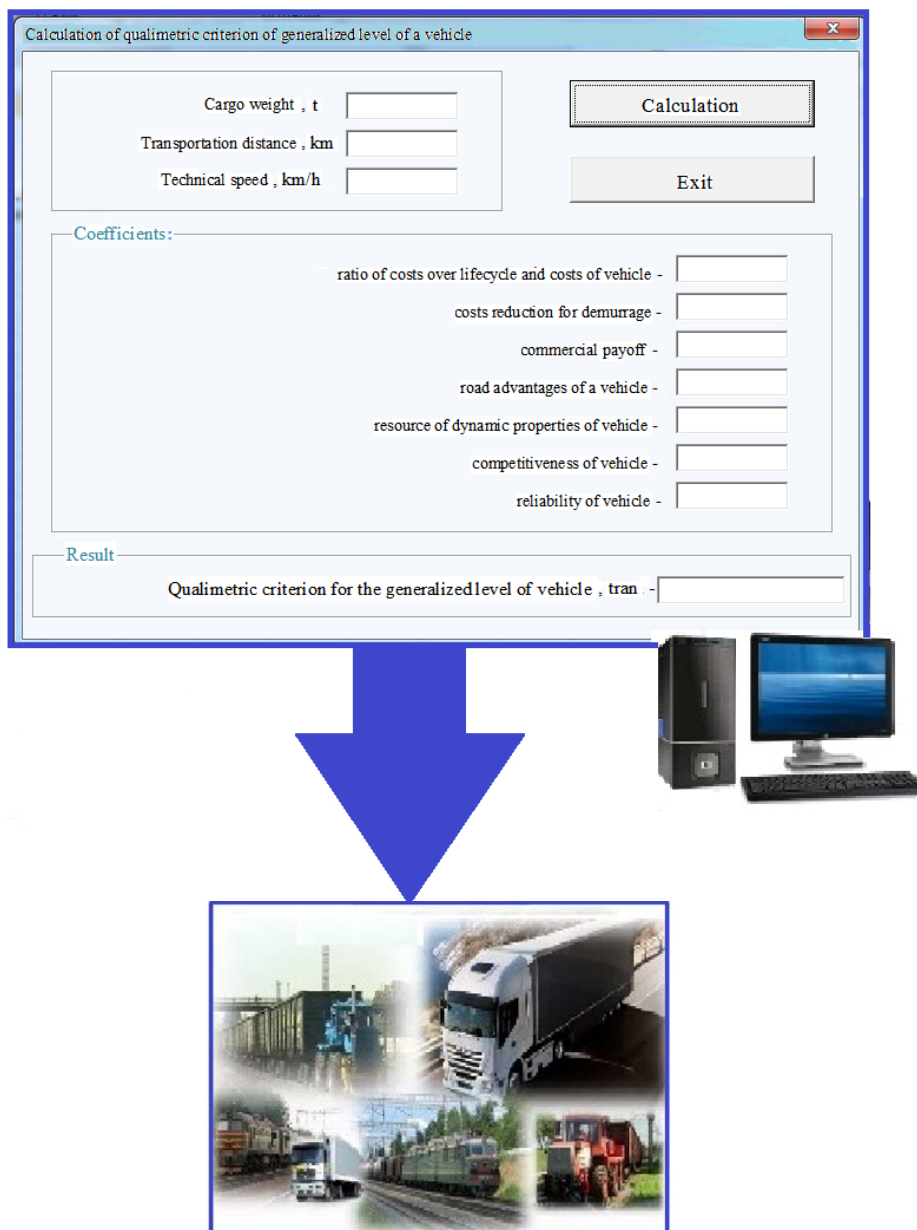 Calculation of qualimetric criterion of generalized level of a vehicle
x
Cargo weight , t
Transportation distance , km
Technical speed , km/h
Calculation
Exit
Coefficients:
ratio of costs over lifecycle and costs of vehicle -
costs reduction for demurrage -
commercial payoff -
road advantages of a vehicle -
resource of dynamic properties of vehicle -
competitiveness of vehicle -
reliability of vehicle -
Result
Qualimetric criterion for the generalized level of vehicle , tran -